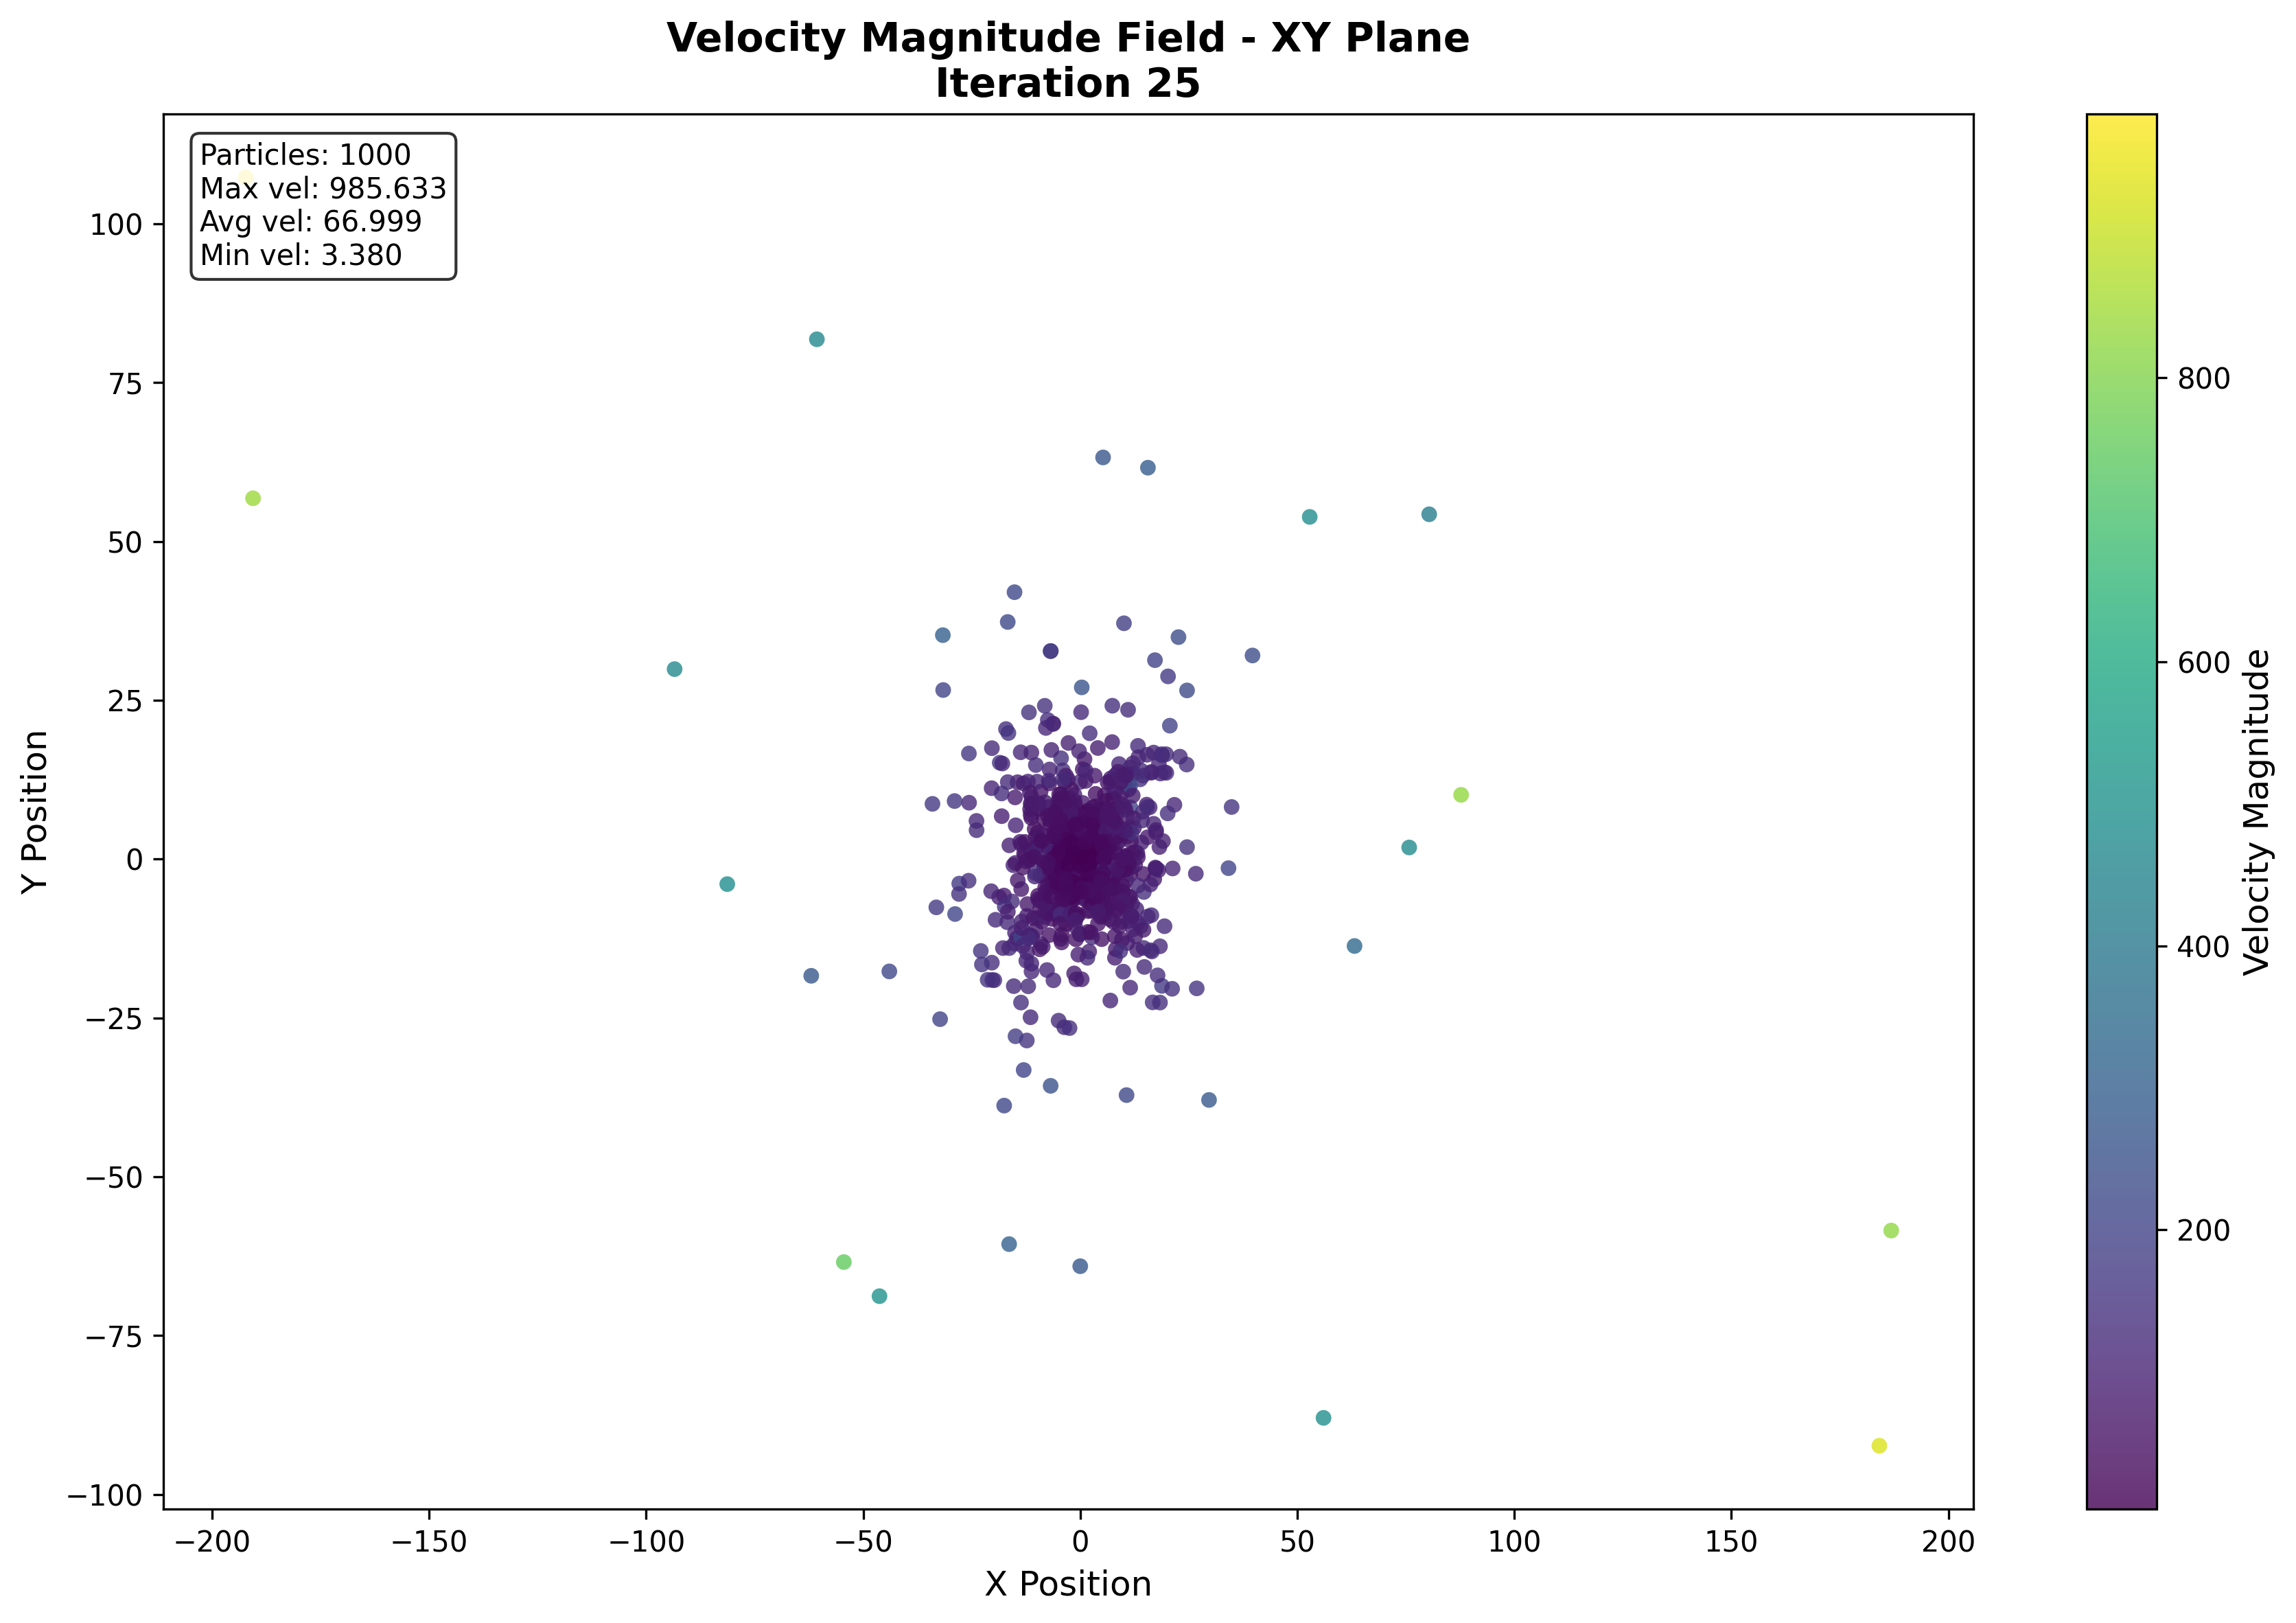 Velocity Magnitude Field - XY Plane
Iteration 25
Particles: 1000
Max vel: 985.633
Avg vel: 66.999
Min vel: 3.380
100
75
50
25
0
−25
−50
−75
−100
Y Position
−200
−150
−100
−50
0
50
100
150
200
X Position
800
600
400
200
Velocity Magnitude